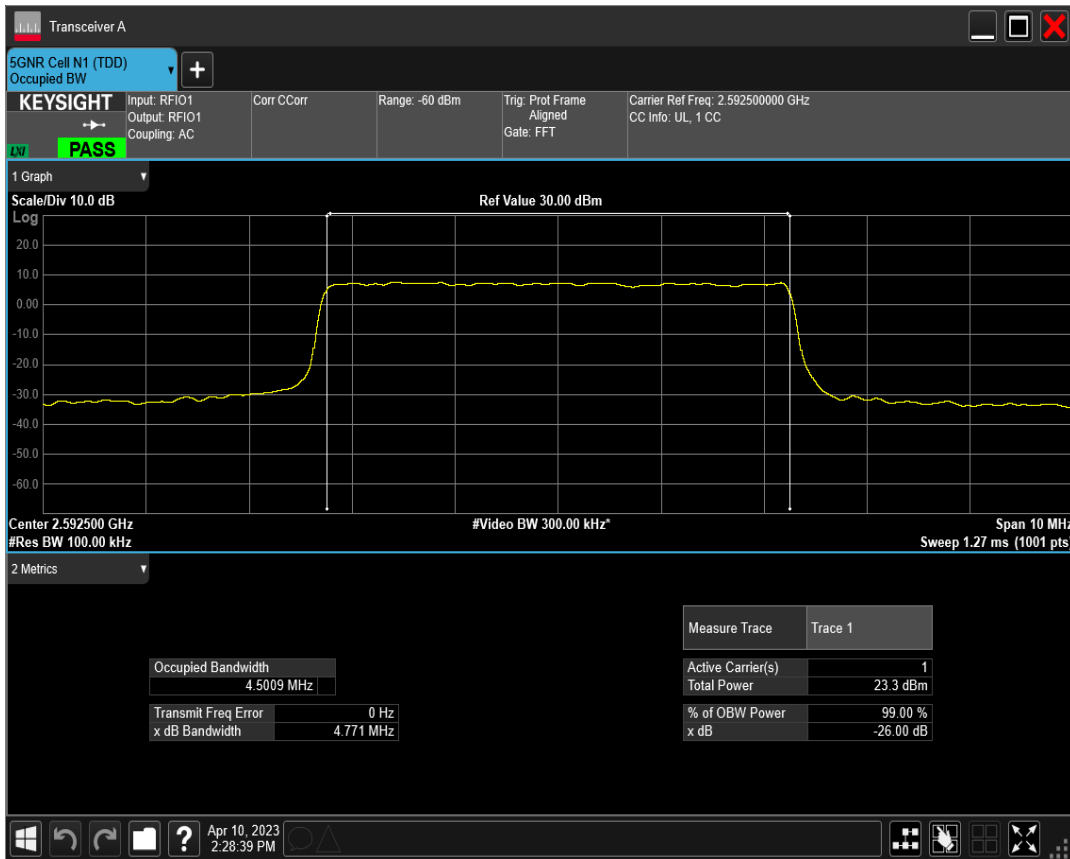 Transceiver A
5GNR Cell N1 (TDD)
Occupied BW
+
KEYSIGHT
LXI
PASS
Input: RFIO1
Output: RFIO1
Coupling: AC
Corr CCorr
Range: -60 dBm
Trig: Prot Frame
Aligned
Gate: FFT
Carrier Ref Freq: 2.592500000 GHz
CC Info: UL, 1 CC
1 Graph
Scale/Div 10.0 dB
Ref Value 30.00 dBm
Log
20.0
10.0
0.00
-10.0
-20.0
-30.0
-40.0
-50.0
-60.0
Center 2.592500 GHz
#Video BW 300.00 kHz*
Span 10 MHz
#Res BW 100.00 kHz
Sweep 1.27 ms (1001 pts)
2 Metrics
Measure Trace Trace 1
Occupied Bandwidth
4.5009 MHz
Active Carrier(s) 1
Total Power 23.3 dBm
Transmit Freq Error 0 Hz
x dB Bandwidth 4.771 MHz
% of OBW Power 99.00 %
x dB -26.00 dB
?
Apr 10, 2023
2:28:39 PM